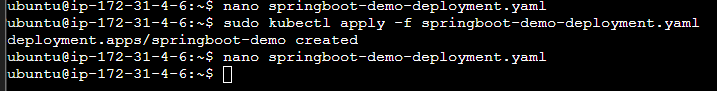 ubuntu@ip-172-31-4-6:~$ nano springboot-demo-deployment.yaml
ubuntu@ip-172-31-4-6:~$ sudo kubectl apply -f springboot-demo-deployment.yaml
deployment.apps/springboot-demo created
ubuntu@ip-172-31-4-6:~$ nano springboot-demo-deployment.yaml
ubuntu@ip-172-31-4-6:~$